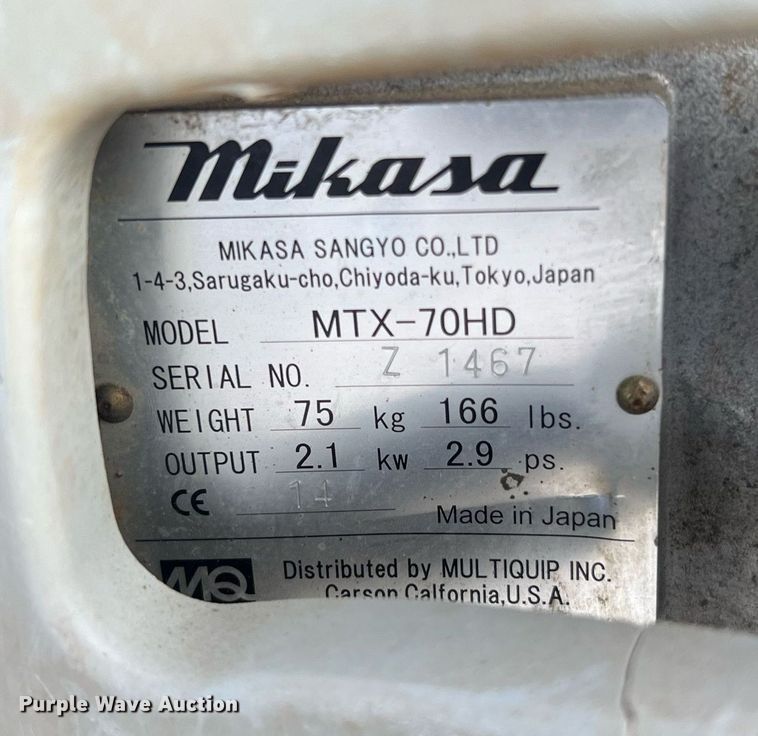 mikasa
MIKASA SANGYO CO.,LTD
1-4-3,Sarugaku-cho,Chiyoda-ku,Tokyo,Japan
MODEL MTX-70HD
SERIAL NO. Z 1467
WEIGHT 75 kg 166 lbs.
OUTPUT 2.1 kw 2.9 ps.
CE 14 Made in Japan
MQ Distributed by MULTIQUIP INC.
Carson Calfornia,U.S.A.
Purple Wave Auction